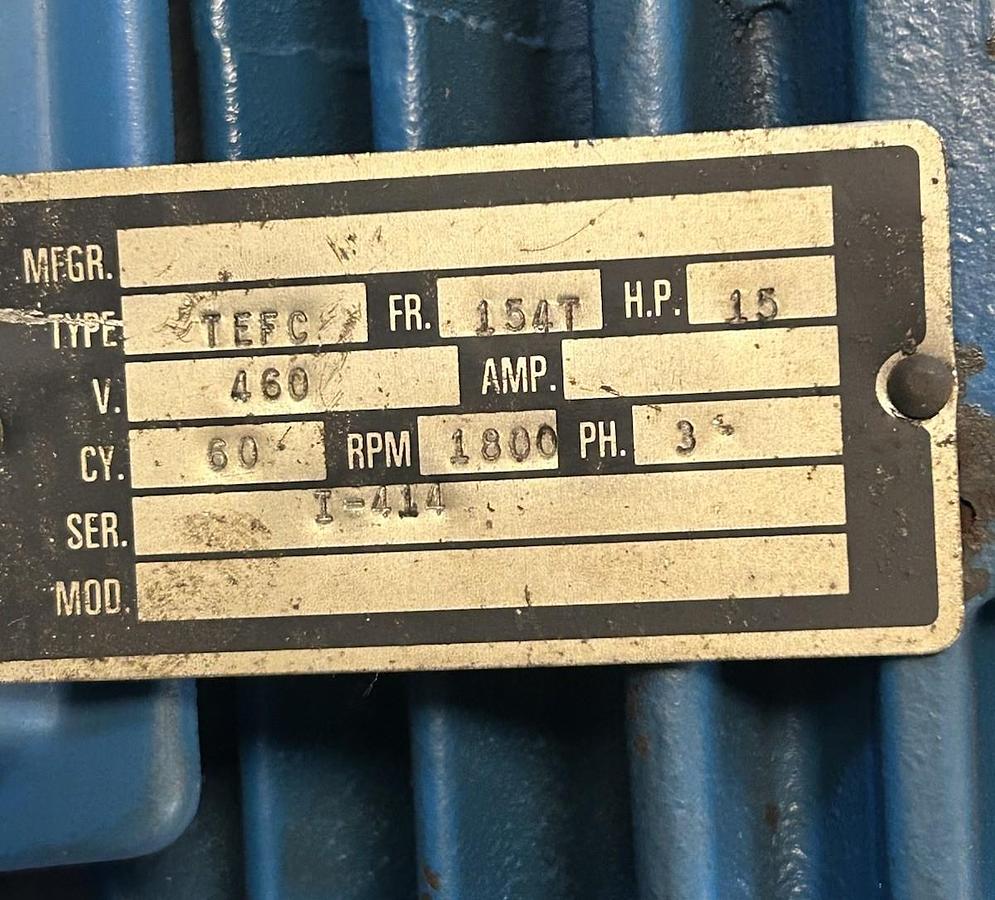 MFGR.
TYPE TEFC FR. 154T H.P. 15
V. 460 AMP.
CY. 60 RPM 1800 PH. 3
SER. I-414
MOD.